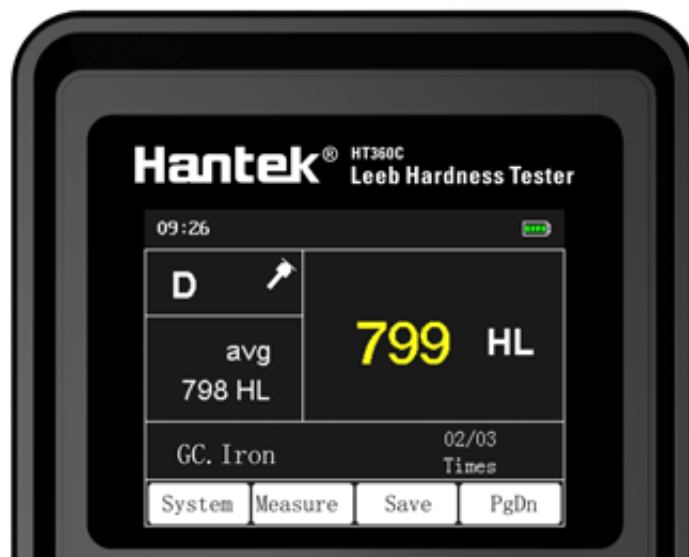 Hantek® HT360C
Leeb Hardness Tester
09:26
D
avg
798 HL
799 HL
GC. Iron
02/03
Times
System Measure Save PgDn